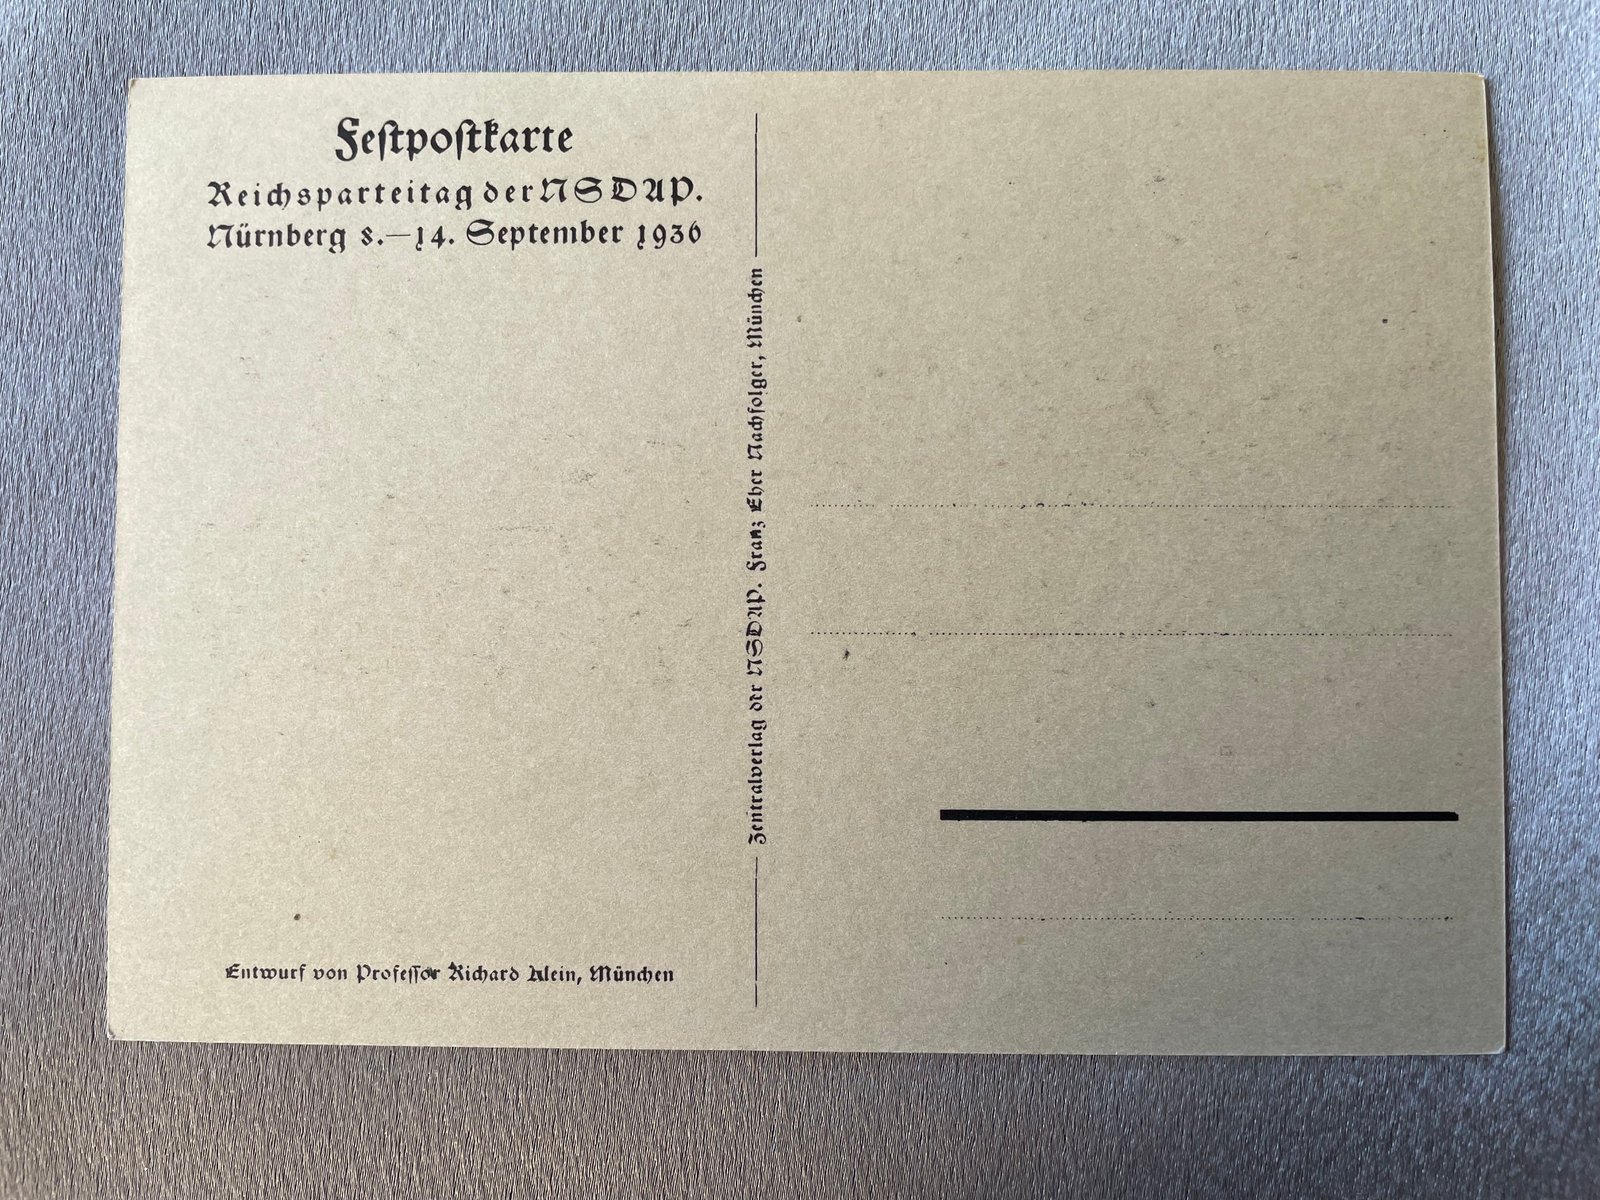 Festpostkarte
Reichsparteitag der NSDAP.
Nürnberg 8.—14. September 1936
Zentralverlag der NSDAP. Franz Eher Nachfolger, München
Entwurf von Professor Richard Klein, München